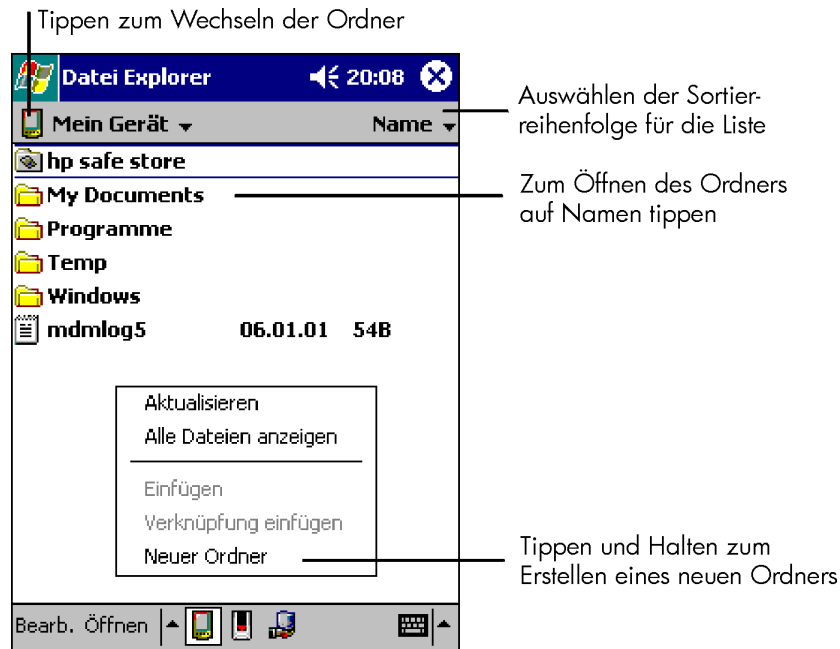 Tippen zum Wechseln der Ordner
Datei Explorer 20:08
Mein Gerät Name
Auswählen der Sortier-
reihenfolge für die Liste
hp safe store
My Documents
Zum Öffnen des Ordners
auf Namen tippen
Programme
Temp
Windows
mdmlog5 06.01.01 54B
Aktualisieren
Alle Dateien anzeigen
Einfügen
Verknüpfung einfügen
Neuer Ordner
Tippen und Halten zum
Erstellen eines neuen Ordners
Bearb. Öffnen